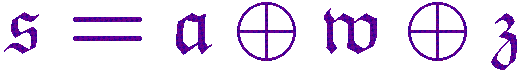 𝔰 = 𝔞 ⊕ 𝔴 ⊕ 𝔷